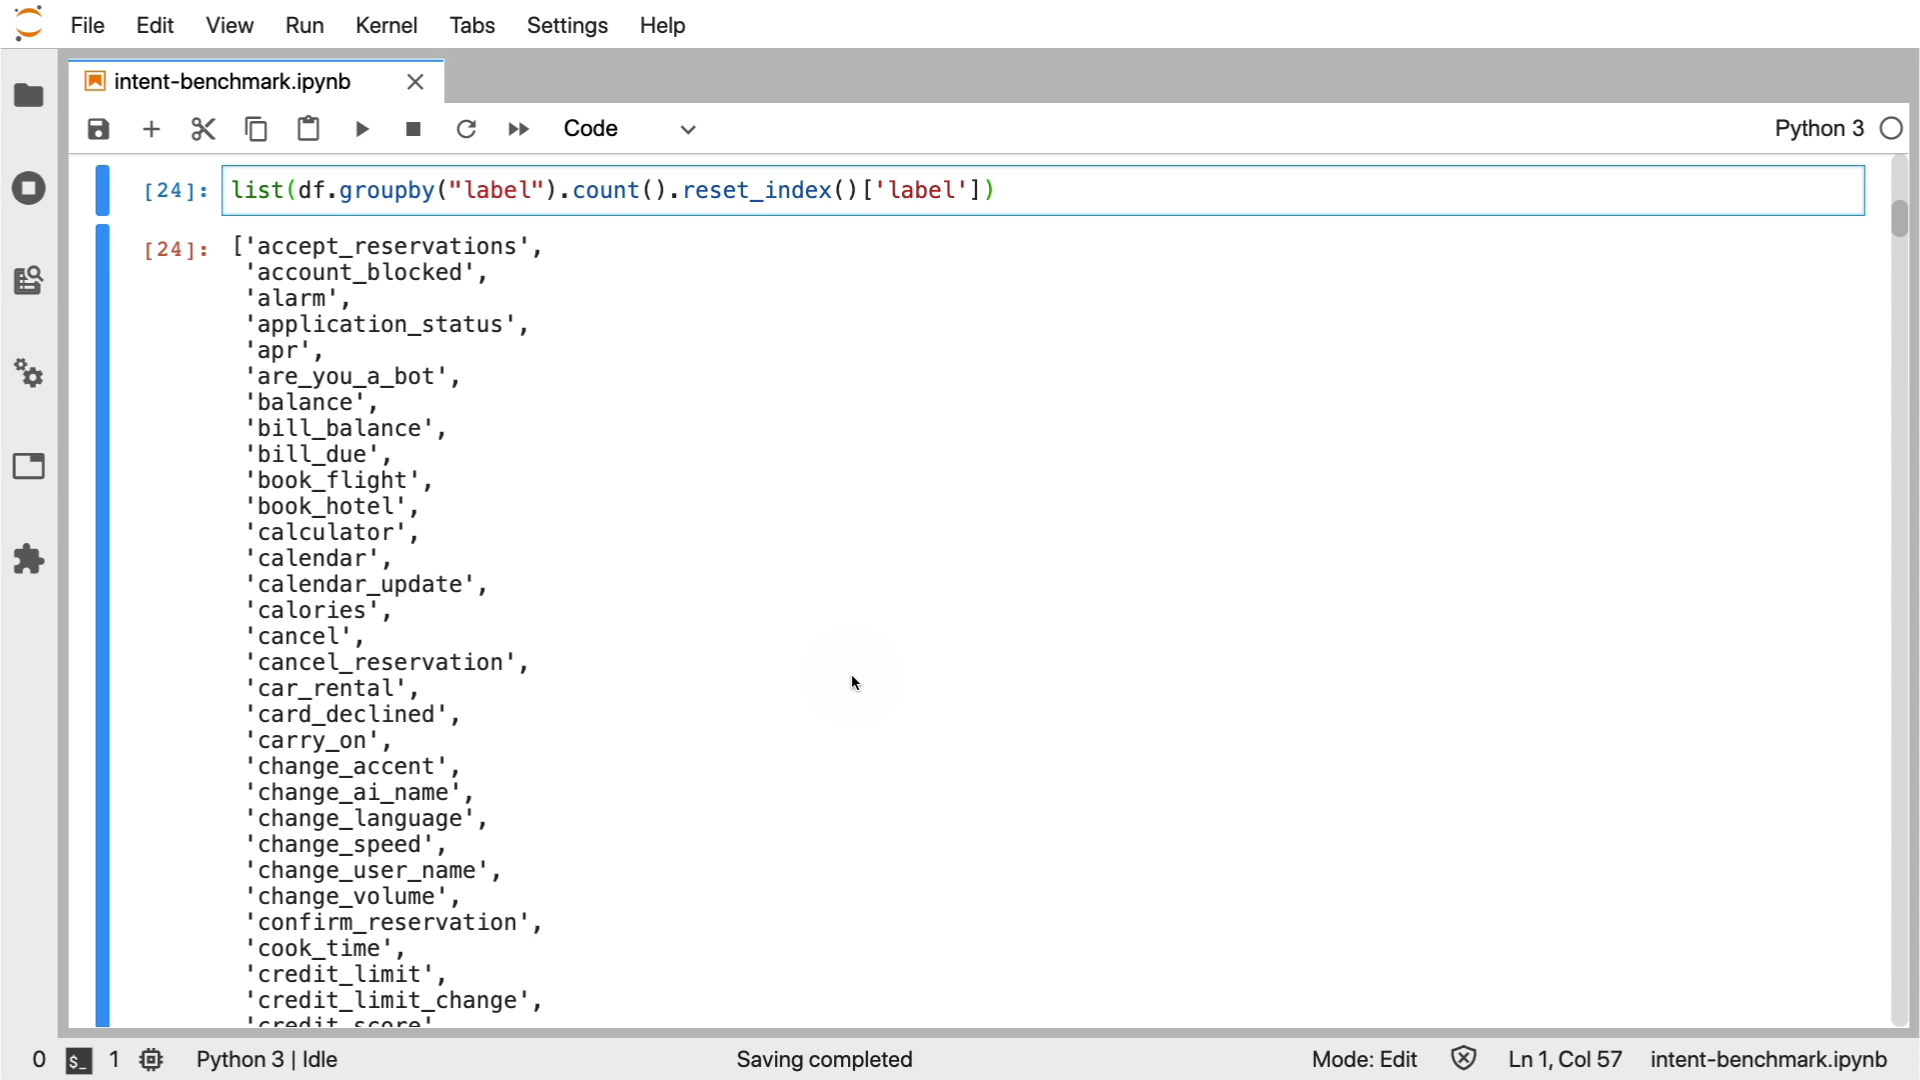 File Edit View Run Kernel Tabs Settings Help
intent-benchmark.ipynb
Code Python 3
[24]: list(df.groupby("label").count().reset_index()['label'])
[24]: ['accept_reservations',
'account_blocked',
'alarm',
'application_status',
'apr',
'are_you_a_bot',
'balance',
'bill_balance',
'bill_due',
'book_flight',
'book_hotel',
'calculator',
'calendar',
'calendar_update',
'calories',
'cancel',
'cancel_reservation',
'car_rental',
'card_declined',
'carry_on',
'change_accent',
'change_ai_name',
'change_language',
'change_speed',
'change_user_name',
'change_volume',
'confirm_reservation',
'cook_time',
'credit_limit',
'credit_limit_change',
'credit_score'
0 $_ 1 Python 3 | Idle Saving completed Mode: Edit Ln 1, Col 57 intent-benchmark.ipynb